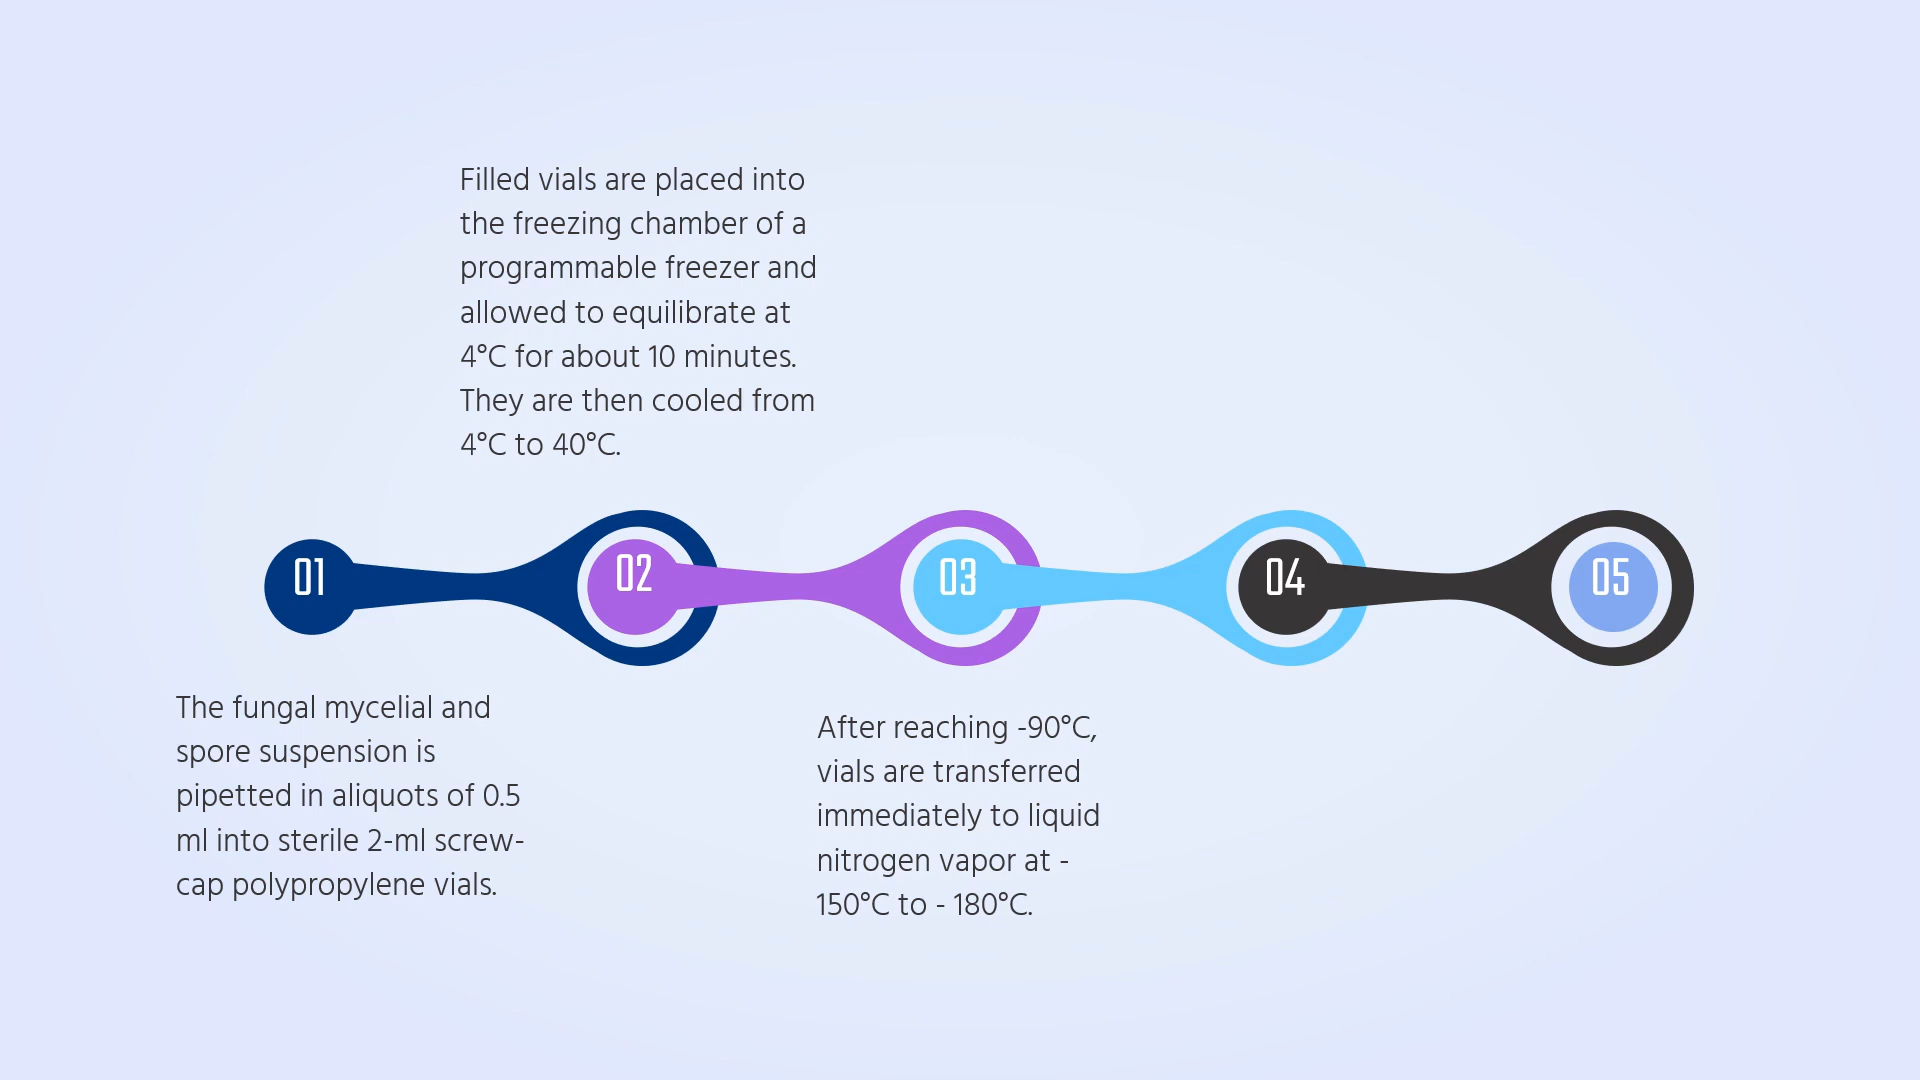 Filled vials are placed into
the freezing chamber of a
programmable freezer and
allowed to equilibrate at
4°C for about 10 minutes.
They are then cooled from
4°C to 40°C.
01
02
03
04
05
The fungal mycelial and
spore suspension is
pipetted in aliquots of 0.5
ml into sterile 2-ml screw-
cap polypropylene vials.
After reaching -90°C,
vials are transferred
immediately to liquid
nitrogen vapor at -
150°C to - 180°C.